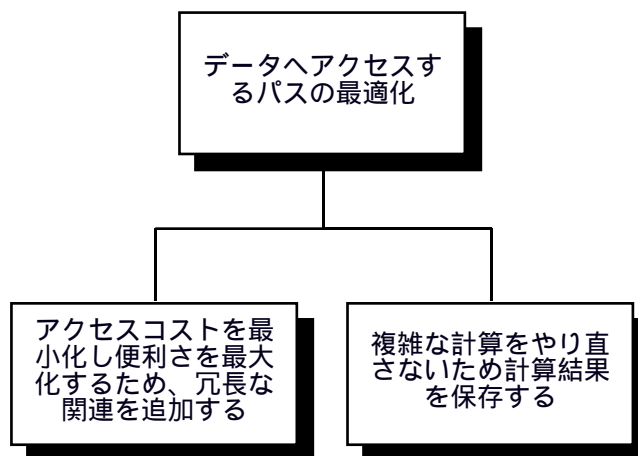 データへアクセスす
るパスの最適化
アクセスコストを最
小化し便利さを最大
化するため、冗長な
関連を追加する
複雑な計算をやり直
さないため計算結果
を保存する